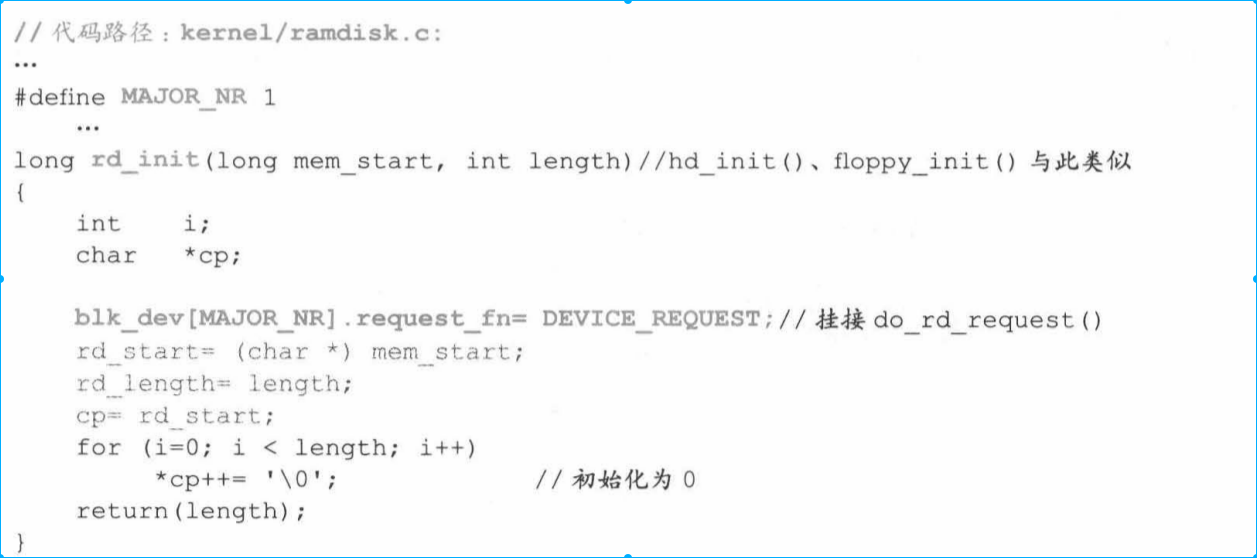 // 代码路径：kernel/ramdisk.c:
…
#define MAJOR_NR 1
    …
long rd_init(long mem_start, int length)//hd_init()、floppy_init() 与此类似
{
    int    i;
    char   *cp;

    blk_dev[MAJOR_NR].request_fn= DEVICE_REQUEST;// 挂接 do_rd_request()
    rd_start= (char *) mem_start;
    rd_length= length;
    cp= rd_start;
    for (i=0; i < length; i++)
         *cp++= '\0';             // 初始化为 0
    return(length);
}